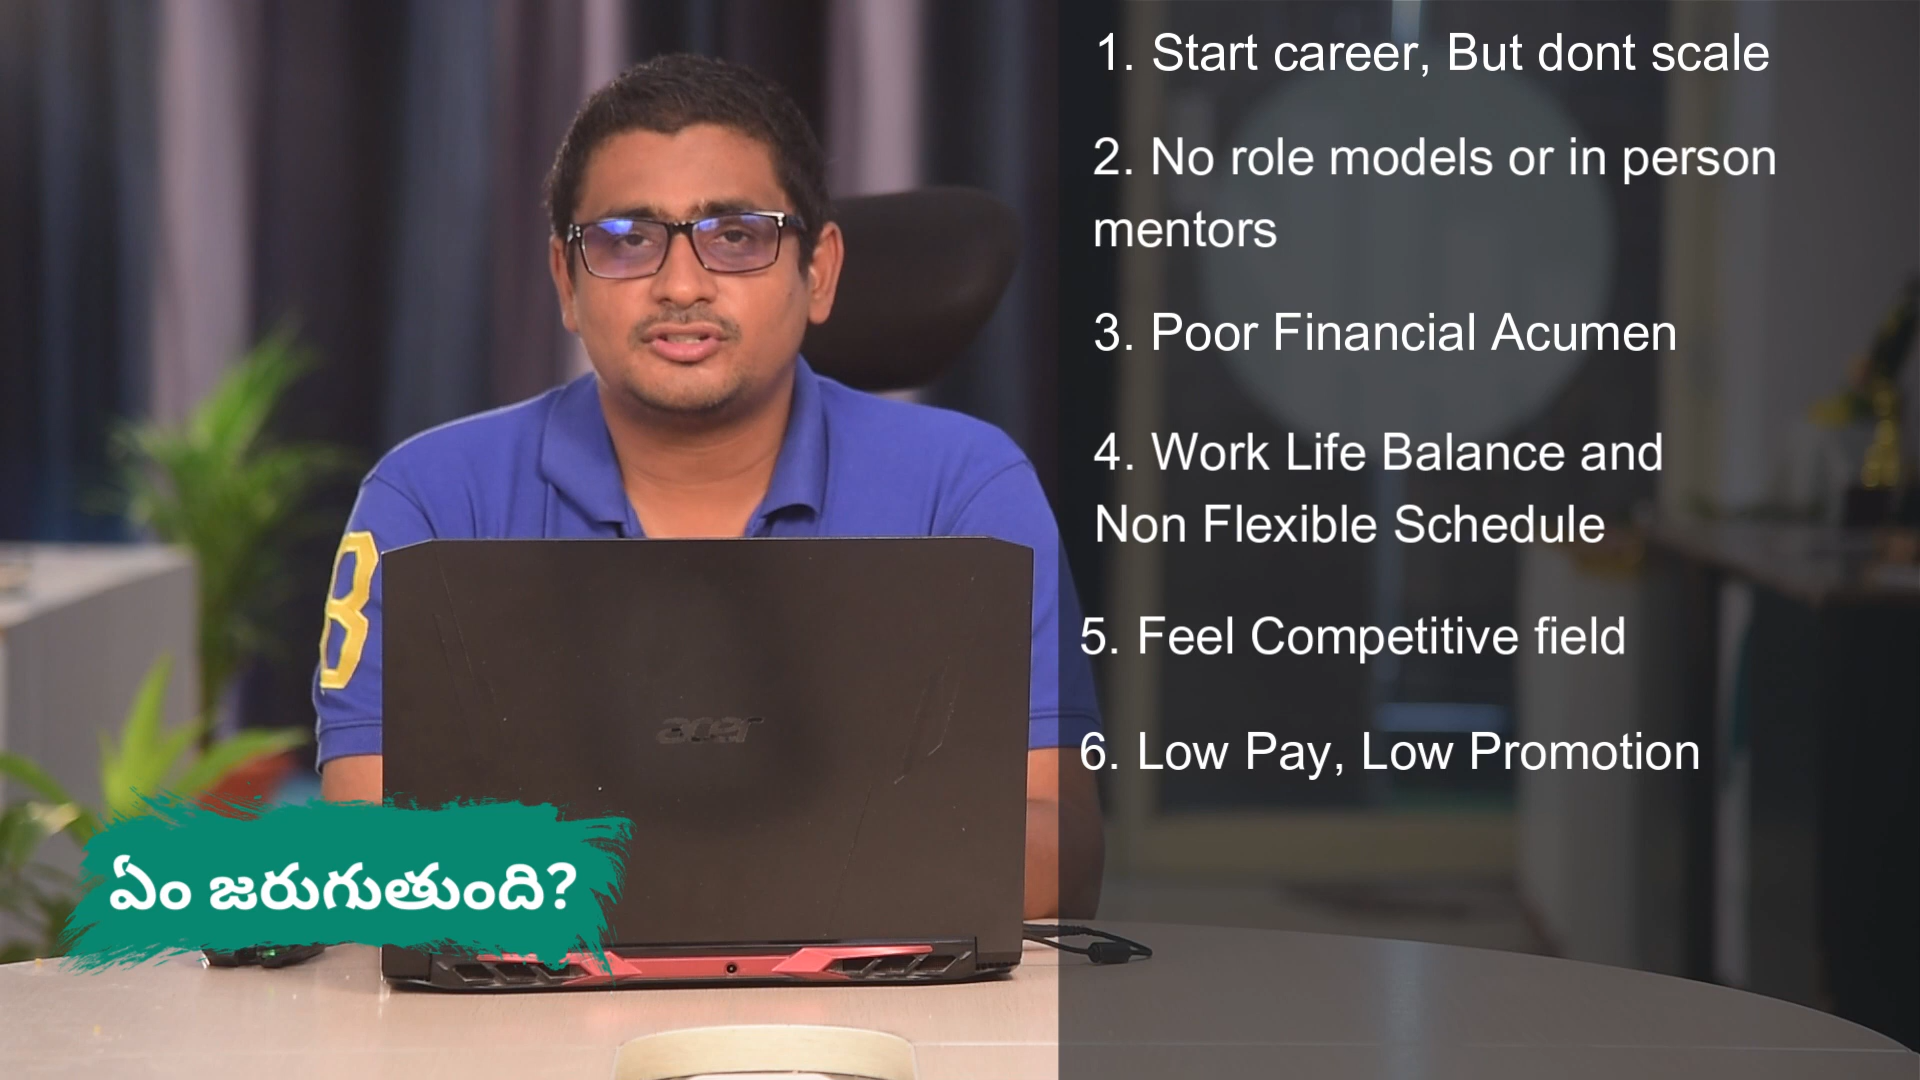 1. Start career, But dont scale
2. No role models or in person
mentors
3. Poor Financial Acumen
4. Work Life Balance and
Non Flexible Schedule
5. Feel Competitive field
6. Low Pay, Low Promotion
acer
ఏం జరుగుతుంది?